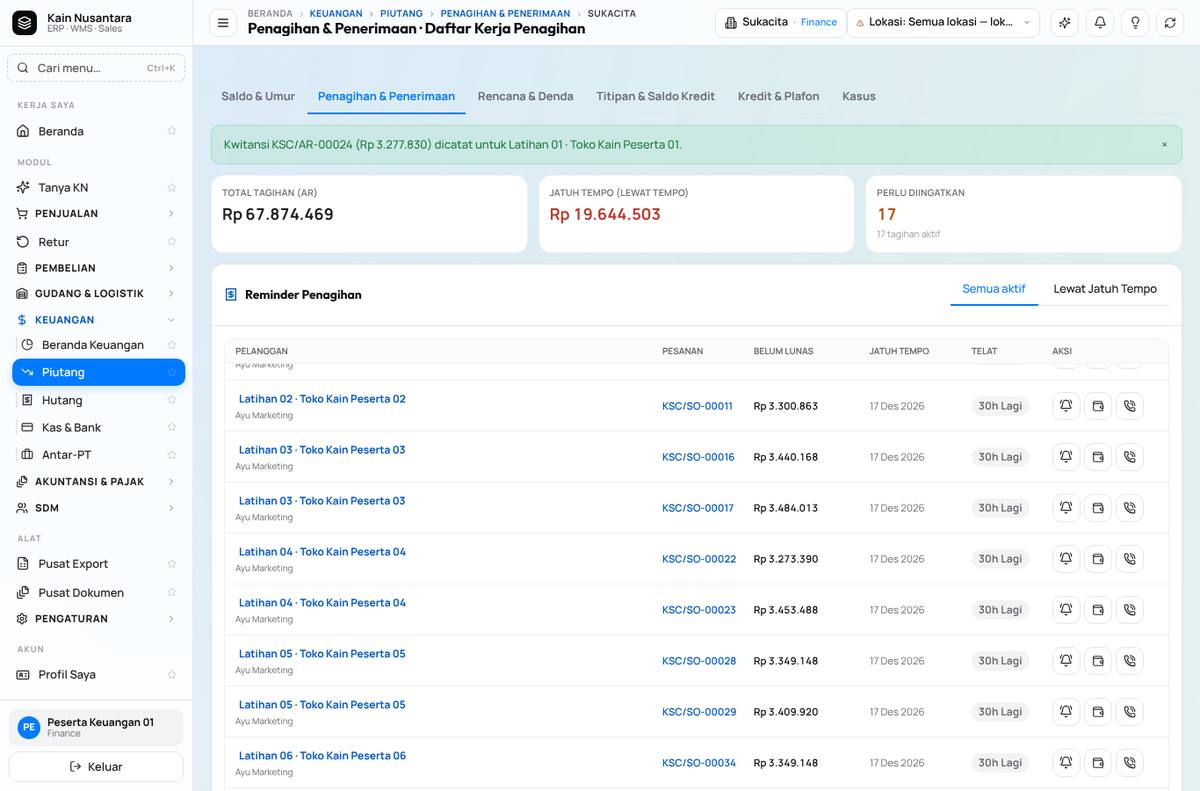 Kain Nusantara
ERP · WMS · Sales
Cari menu... Ctrl+K
KERJA SAYA
Beranda
MODUL
Tanya KN
PENJUALAN
Retur
PEMBELIAN
GUDANG & LOGISTIK
KEUANGAN
Beranda Keuangan
Piutang
Hutang
Kas & Bank
Antar-PT
AKUNTANSI & PAJAK
SDM
ALAT
Pusat Export
Pusat Dokumen
PENGATURAN
AKUN
Profil Saya
PE Peserta Keuangan 01
Finance
Keluar
BERANDA › KEUANGAN › PIUTANG › PENAGIHAN & PENERIMAAN › SUKACITA
Penagihan & Penerimaan · Daftar Kerja Penagihan
Sukacita · Finance
Lokasi: Semua lokasi — lok...
Saldo & Umur Penagihan & Penerimaan Rencana & Denda Titipan & Saldo Kredit Kredit & Plafon Kasus
Kwitansi KSC/AR-00024 (Rp 3.277.830) dicatat untuk Latihan 01 · Toko Kain Peserta 01. ×
TOTAL TAGIHAN (AR)
Rp 67.874.469
JATUH TEMPO (LEWAT TEMPO)
Rp 19.644.503
PERLU DIINGATKAN
17
17 tagihan aktif
Reminder Penagihan
Semua aktif Lewat Jatuh Tempo
PELANGGAN PESANAN BELUM LUNAS JATUH TEMPO TELAT AKSI
Ayu Marketing
Latihan 02 · Toko Kain Peserta 02 KSC/SO-00011 Rp 3.300.863 17 Des 2026 30h Lagi
Ayu Marketing
Latihan 03 · Toko Kain Peserta 03 KSC/SO-00016 Rp 3.440.168 17 Des 2026 30h Lagi
Ayu Marketing
Latihan 03 · Toko Kain Peserta 03 KSC/SO-00017 Rp 3.484.013 17 Des 2026 30h Lagi
Ayu Marketing
Latihan 04 · Toko Kain Peserta 04 KSC/SO-00022 Rp 3.273.390 17 Des 2026 30h Lagi
Ayu Marketing
Latihan 04 · Toko Kain Peserta 04 KSC/SO-00023 Rp 3.453.488 17 Des 2026 30h Lagi
Ayu Marketing
Latihan 05 · Toko Kain Peserta 05 KSC/SO-00028 Rp 3.349.148 17 Des 2026 30h Lagi
Ayu Marketing
Latihan 05 · Toko Kain Peserta 05 KSC/SO-00029 Rp 3.409.920 17 Des 2026 30h Lagi
Ayu Marketing
Latihan 06 · Toko Kain Peserta 06 KSC/SO-00034 Rp 3.349.148 17 Des 2026 30h Lagi
Ayu Marketing